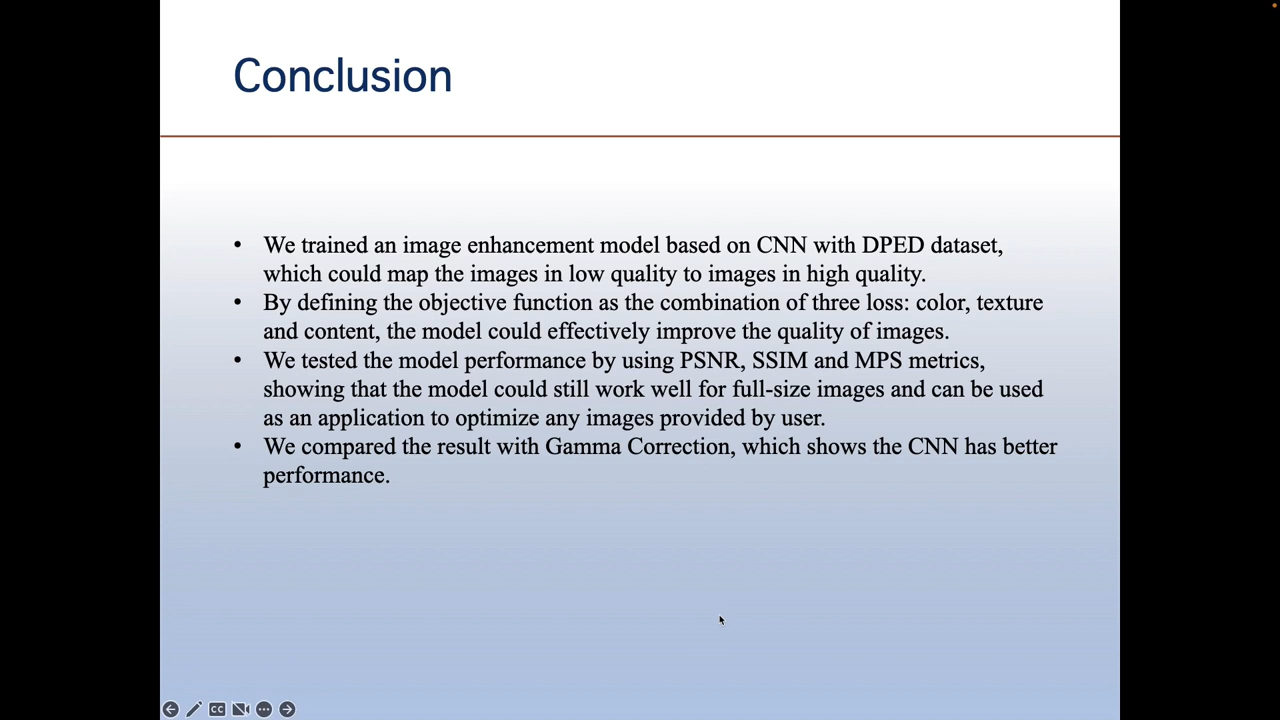 Conclusion
• We trained an image enhancement model based on CNN with DPED dataset,
which could map the images in low quality to images in high quality.
• By defining the objective function as the combination of three loss: color, texture
and content, the model could effectively improve the quality of images.
• We tested the model performance by using PSNR, SSIM and MPS metrics,
showing that the model could still work well for full-size images and can be used
as an application to optimize any images provided by user.
• We compared the result with Gamma Correction, which shows the CNN has better
performance.
CC